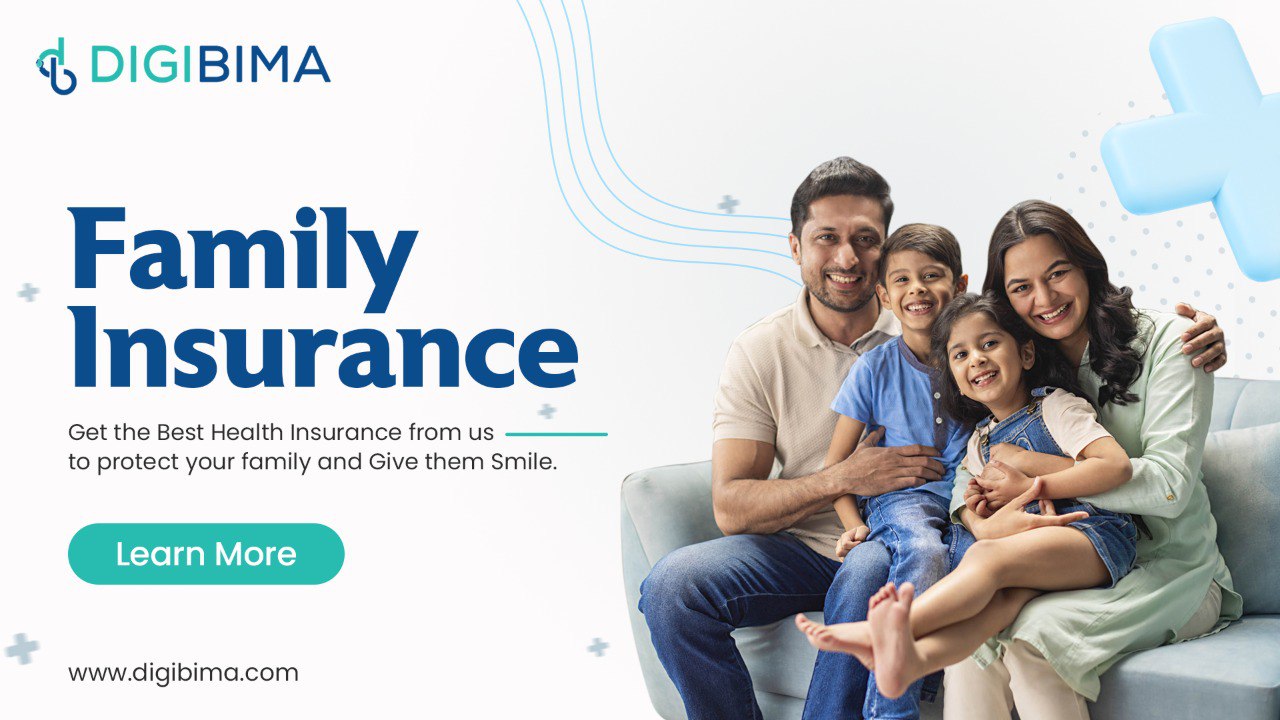 DIGIBIMA
Family
Insurance
Get the Best Health Insurance from us
to protect your family and Give them Smile.
Learn More
www.digibima.com